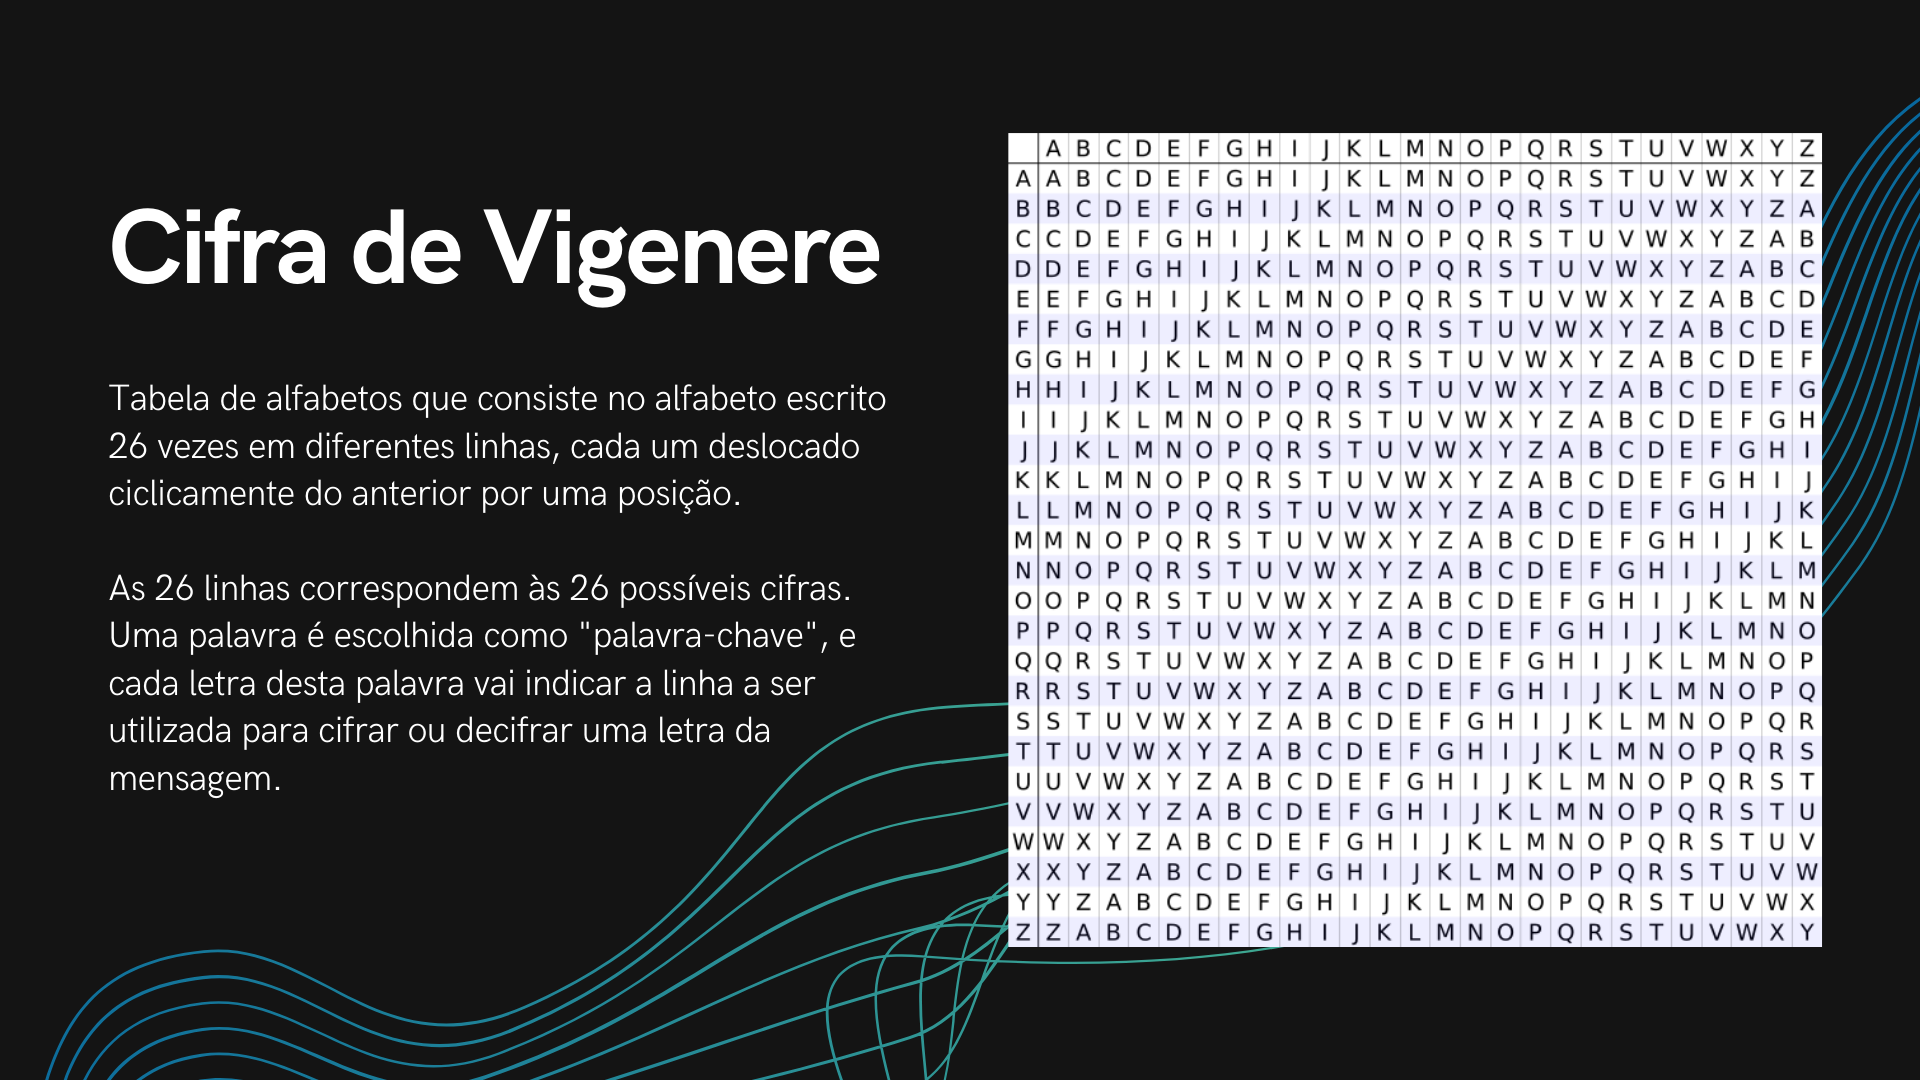 Cifra de Vigenere
Tabela de alfabetos que consiste no alfabeto escrito
26 vezes em diferentes linhas, cada um deslocado
ciclicamente do anterior por uma posição.
As 26 linhas correspondem às 26 possíveis cifras.
Uma palavra é escolhida como "palavra-chave", e
cada letra desta palavra vai indicar a linha a ser
utilizada para cifrar ou decifrar uma letra da
mensagem.
A B C D E F G H I J K L M N O P Q R S T U V W X Y Z
A A B C D E F G H I J K L M N O P Q R S T U V W X Y Z
B B C D E F G H I J K L M N O P Q R S T U V W X Y Z A
C C D E F G H I J K L M N O P Q R S T U V W X Y Z A B
D D E F G H I J K L M N O P Q R S T U V W X Y Z A B C
E E F G H I J K L M N O P Q R S T U V W X Y Z A B C D
F F G H I J K L M N O P Q R S T U V W X Y Z A B C D E
G G H I J K L M N O P Q R S T U V W X Y Z A B C D E F
H H I J K L M N O P Q R S T U V W X Y Z A B C D E F G
I I J K L M N O P Q R S T U V W X Y Z A B C D E F G H
J J K L M N O P Q R S T U V W X Y Z A B C D E F G H I
K K L M N O P Q R S T U V W X Y Z A B C D E F G H I J
L L M N O P Q R S T U V W X Y Z A B C D E F G H I J K
M M N O P Q R S T U V W X Y Z A B C D E F G H I J K L
N N O P Q R S T U V W X Y Z A B C D E F G H I J K L M
O O P Q R S T U V W X Y Z A B C D E F G H I J K L M N
P P Q R S T U V W X Y Z A B C D E F G H I J K L M N O
Q Q R S T U V W X Y Z A B C D E F G H I J K L M N O P
R R S T U V W X Y Z A B C D E F G H I J K L M N O P Q
S S T U V W X Y Z A B C D E F G H I J K L M N O P Q R
T T U V W X Y Z A B C D E F G H I J K L M N O P Q R S
U U V W X Y Z A B C D E F G H I J K L M N O P Q R S T
V V W X Y Z A B C D E F G H I J K L M N O P Q R S T U
W W X Y Z A B C D E F G H I J K L M N O P Q R S T U V
X X Y Z A B C D E F G H I J K L M N O P Q R S T U V W
Y Y Z A B C D E F G H I J K L M N O P Q R S T U V W X
Z Z A B C D E F G H I J K L M N O P Q R S T U V W X Y